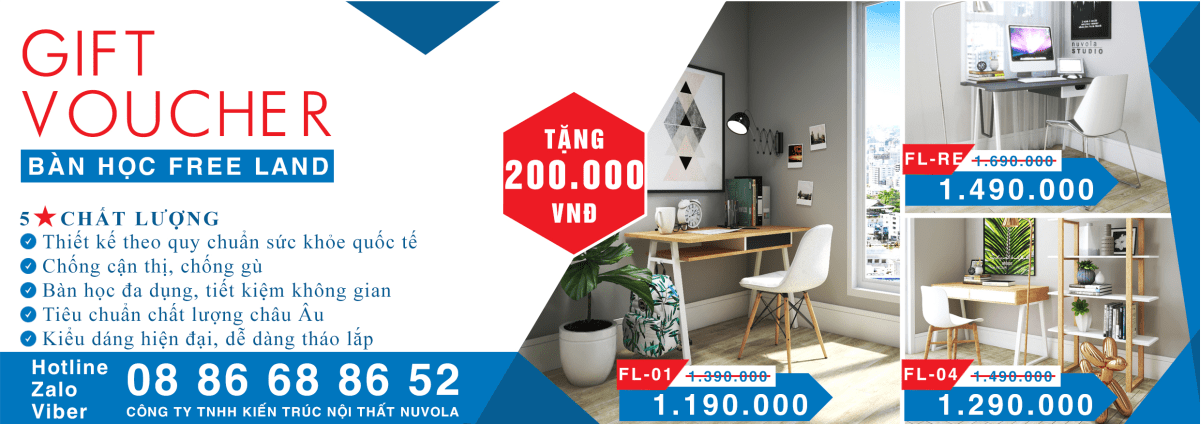 GIFT
VOUCHER
BÀN HỌC FREE LAND
5★CHẤT LƯỢNG
Thiết kế theo quy chuẩn sức khỏe quốc tế
Chống cận thị, chống gù
Bàn học đa dụng, tiết kiệm không gian
Tiêu chuẩn chất lượng châu Âu
Kiểu dáng hiện đại, dễ dàng tháo lắp
Hotline
Zalo
Viber
08 86 68 86 52
CÔNG TY TNHH KIẾN TRÚC NỘI THẤT NUVOLA
TẶNG
200.000
VNĐ
FL-01 1.390.000
1.190.000
nuvola
STUDIO
FL-RE 1.690.000
1.490.000
FL-04 1.490.000
1.290.000